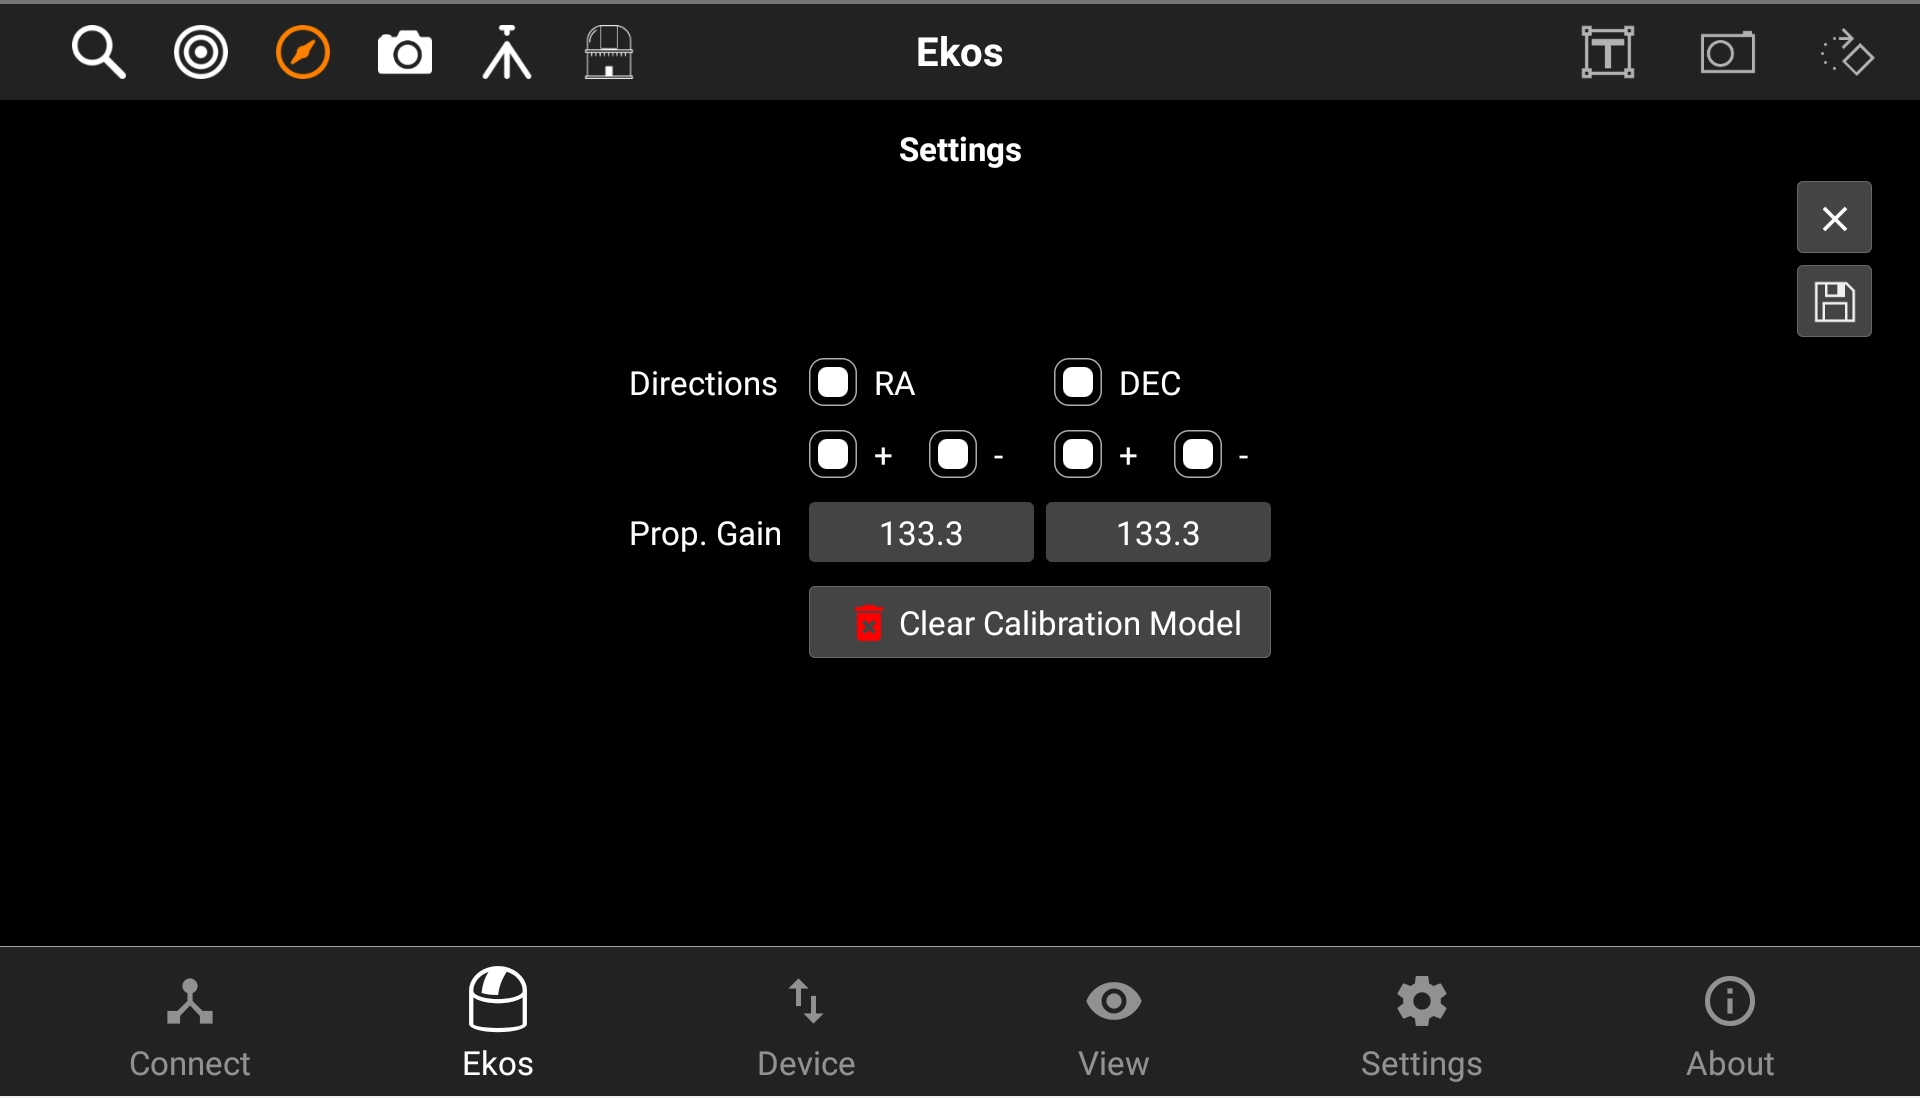 Ekos
Settings
Directions RA DEC
+ - + -
Prop. Gain 133.3 133.3
Clear Calibration Model
Connect Ekos Device View Settings About